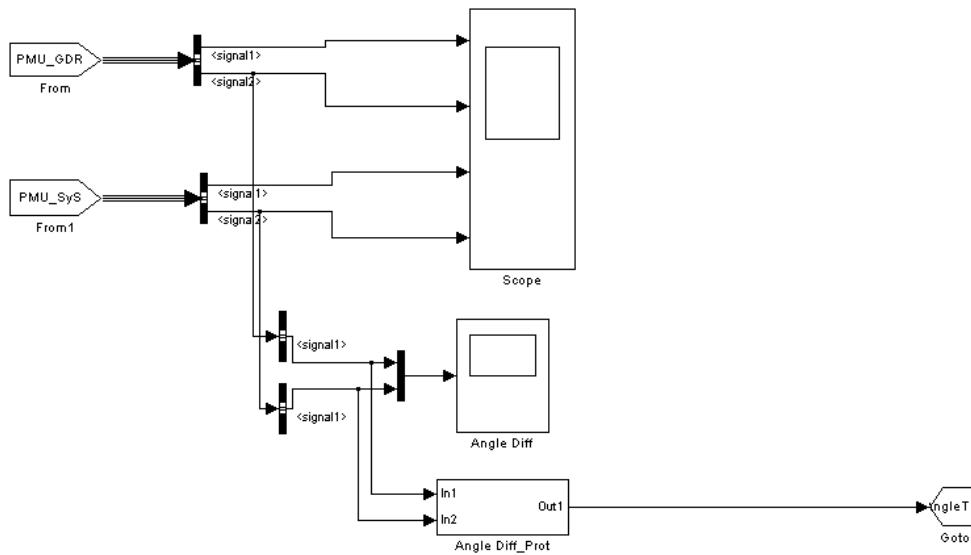 PMU_GDR
From
<signal1>
<signal2>
PMU_SyS
From1
<signal1>
<signal2>
Scope
<signal1>
<signal1>
Angle Diff
In1
In2
Out1
Angle Diff_Prot
ngleT
Goto